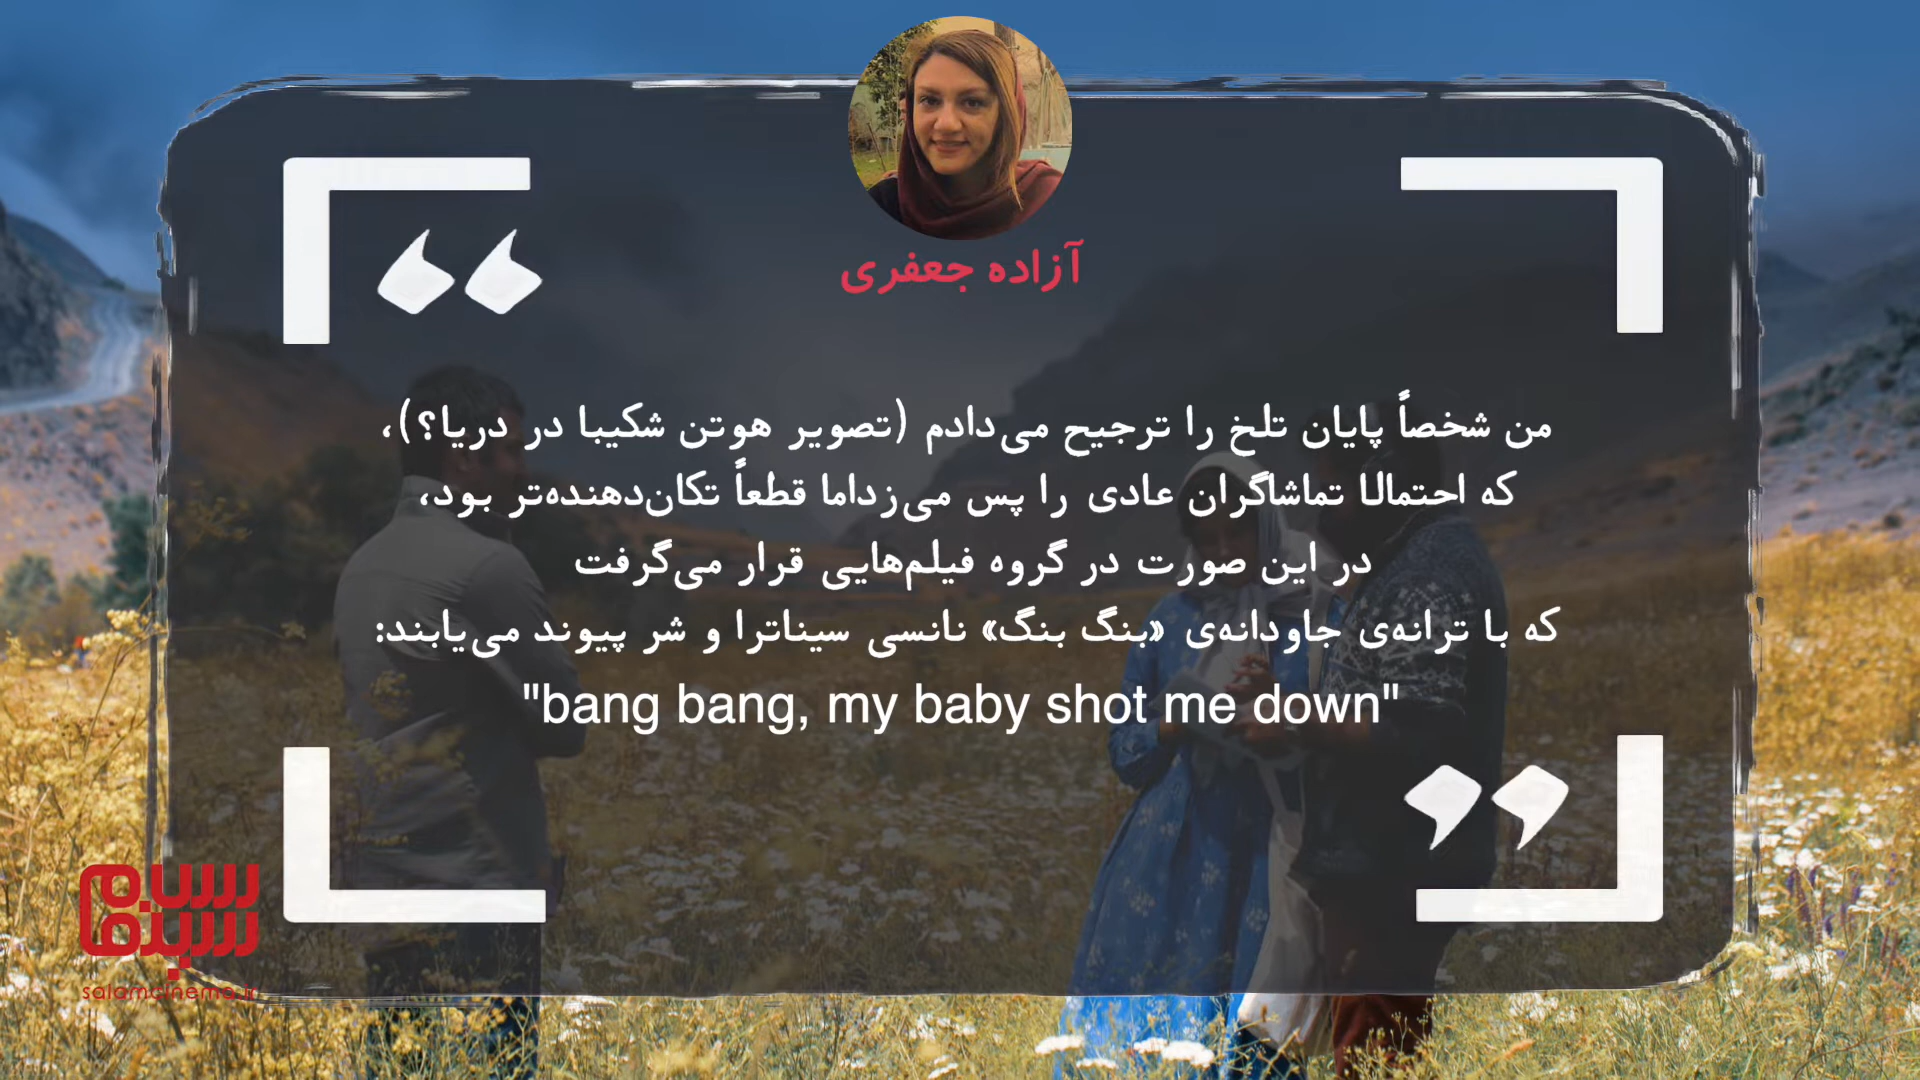 آزاده جعفری
من شخصاً پایان تلخ را ترجیح می‌دادم (تصویر هوتن شکیبا در دریا؟)،
که احتمالا تماشاگران عادی را پس می‌زداما قطعاً تکان‌دهنده‌تر بود،
در این صورت در گروه فیلم‌هایی قرار می‌گرفت
که با ترانه‌ی جاودانه‌ی «بنگ بنگ» نانسی سیناترا و شر پیوند می‌یابند:
"bang bang, my baby shot me down"
سلام
سینما
salamcinema.ir